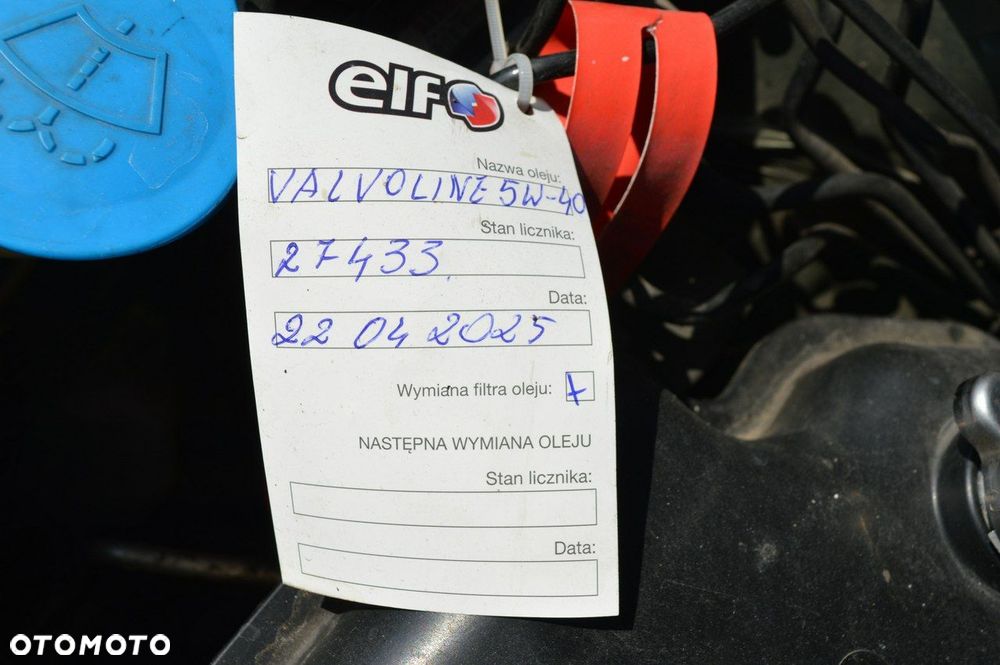 elf
Nazwa oleju:
VALVOLINE 5W-40
Stan licznika:
27433
Data:
22 04 2025
Wymiana filtra oleju:
NASTĘPNA WYMIANA OLEJU
Stan licznika:
Data:
OTOMOTO